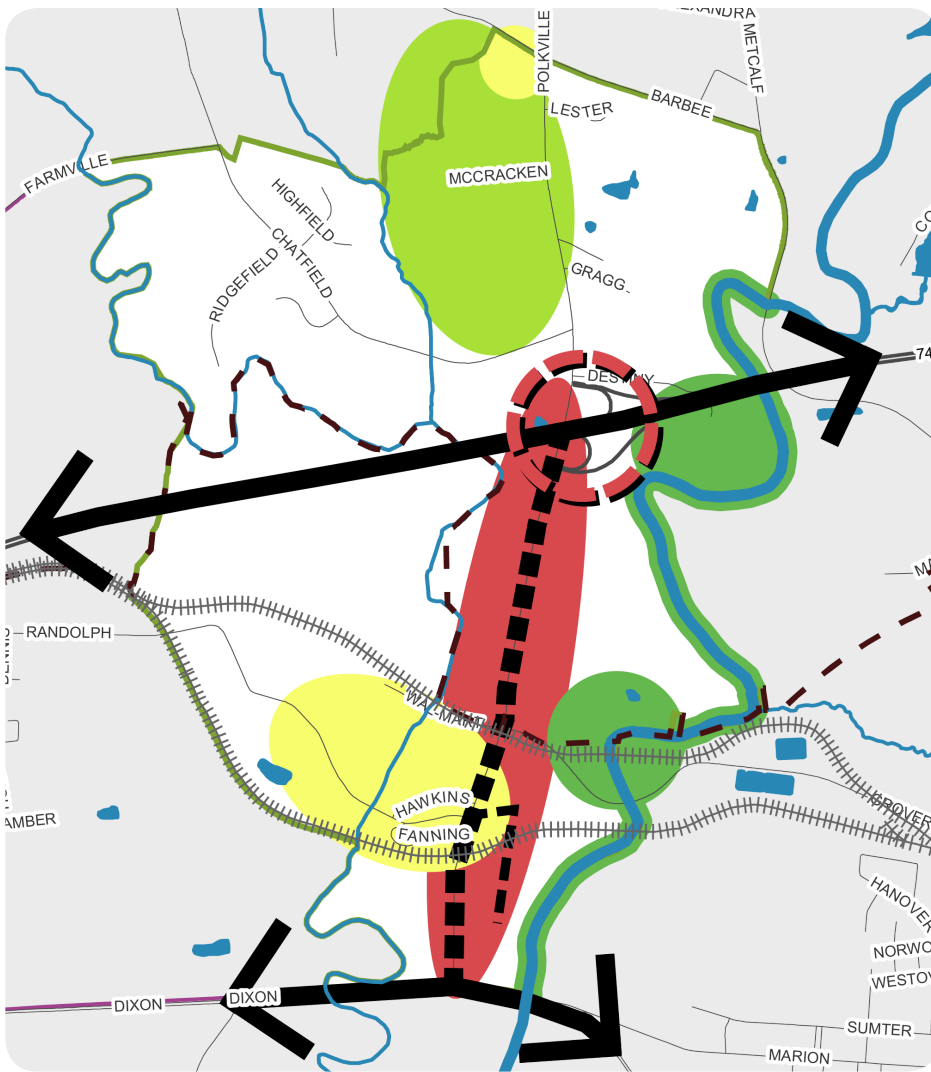 POLKVILLE
METCALF
BARBEE
LESTER
FARMVILLE
MCCRACKEN
HIGHFIELD
CHATFIELD
RIDGEFIELD
GRAGG
74
RANDOLPH
HAWKINS
FANNING
AMBER
GROVER
HANOVER
NORWO
WESTOV
DIXON
DIXON
SUMTER
MARION